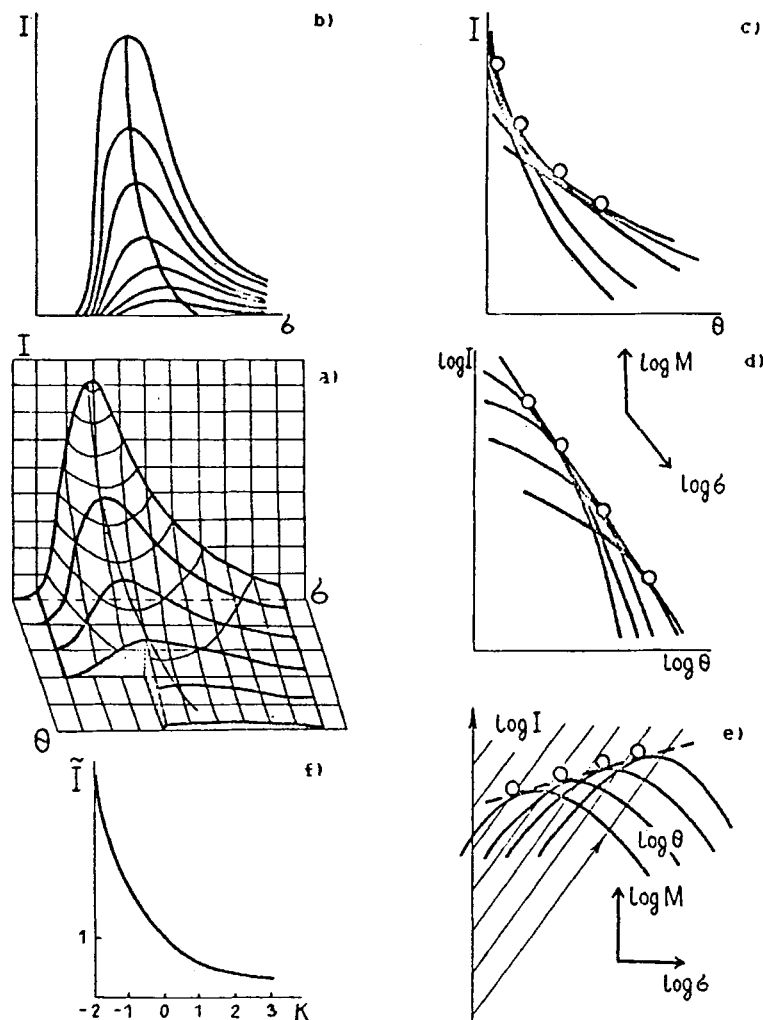 I
b)
б
I
c)
θ
I
a)
б
θ
log I
log M
d)
log б
log θ
log I
e)
log θ
log M
log б
Ĩ
f)
1
-2 -1 0 1 2 3 K